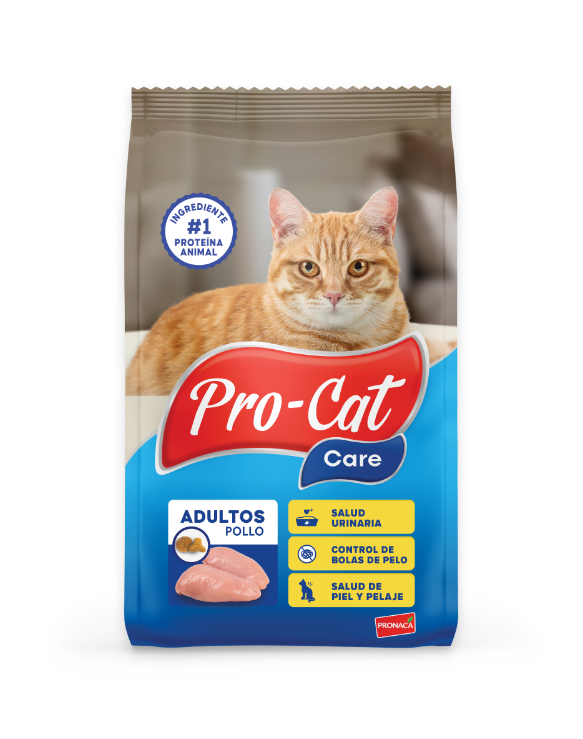 INGREDIENTE
#1
PROTEÍNA
ANIMAL
Pro-Cat
Care
ADULTOS
POLLO
SALUD
URINARIA
CONTROL DE
BOLAS DE PELO
SALUD DE
PIEL Y PELAJE
PRONACA